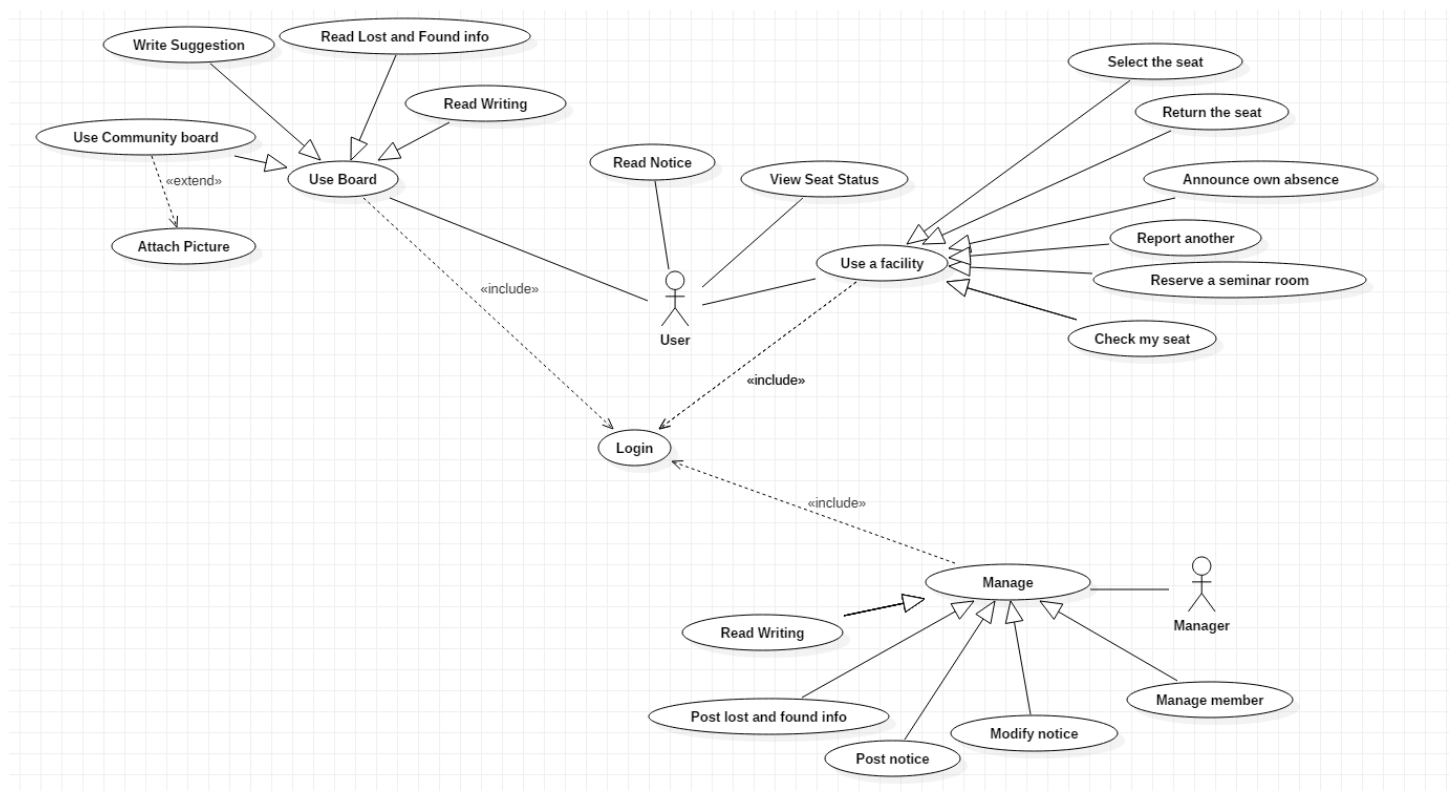 Write Suggestion
Read Lost and Found info
Read Writing
Use Community board
«extend»
Use Board
Attach Picture
Read Notice
View Seat Status
Select the seat
Return the seat
Announce own absence
Report another
Use a facility
Reserve a seminar room
Check my seat
«include»
User
«include»
Login
«include»
Manage
Manager
Read Writing
Post lost and found info
Post notice
Modify notice
Manage member